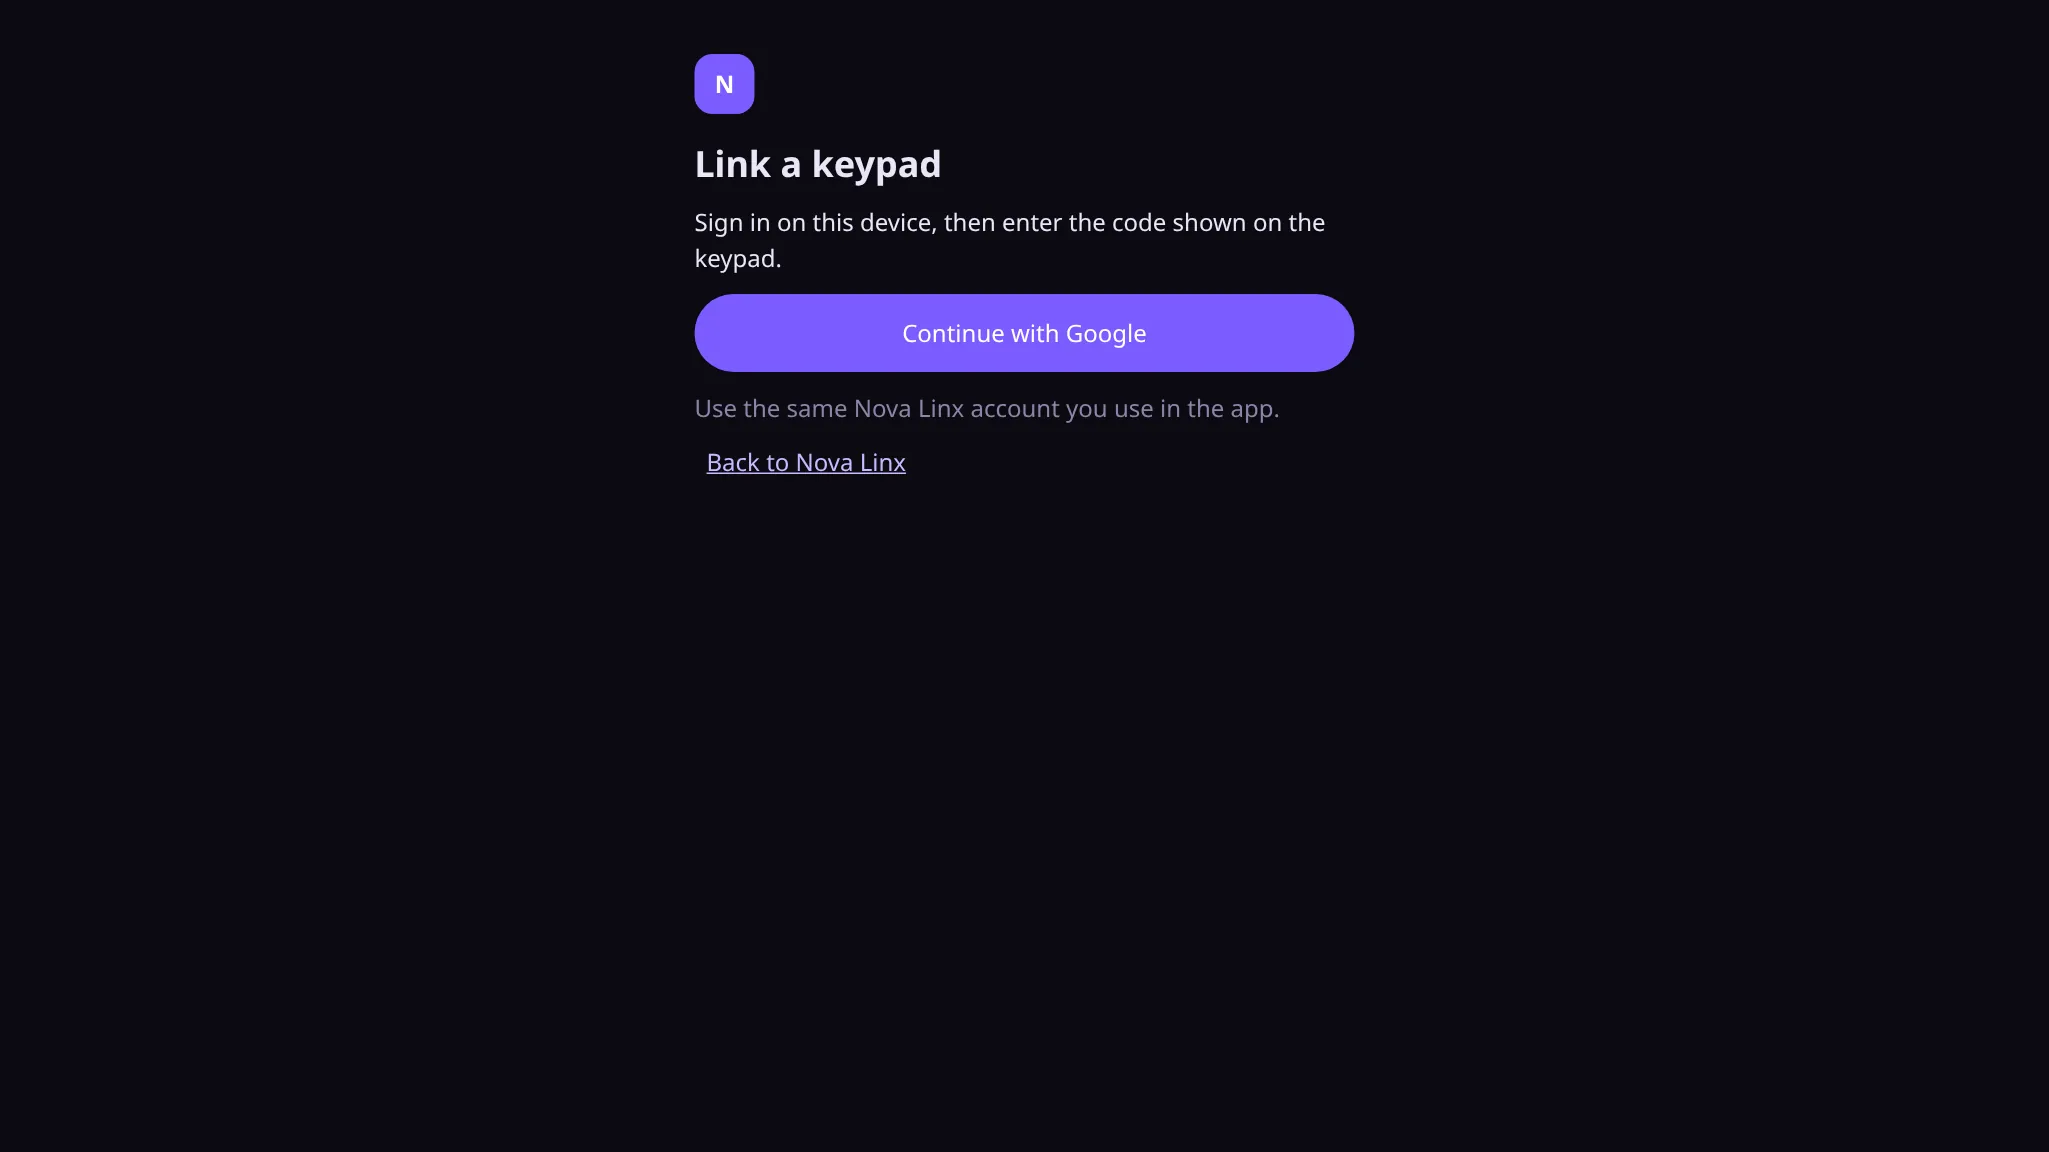 N
Link a keypad
Sign in on this device, then enter the code shown on the
keypad.
Continue with Google
Use the same Nova Linx account you use in the app.
Back to Nova Linx